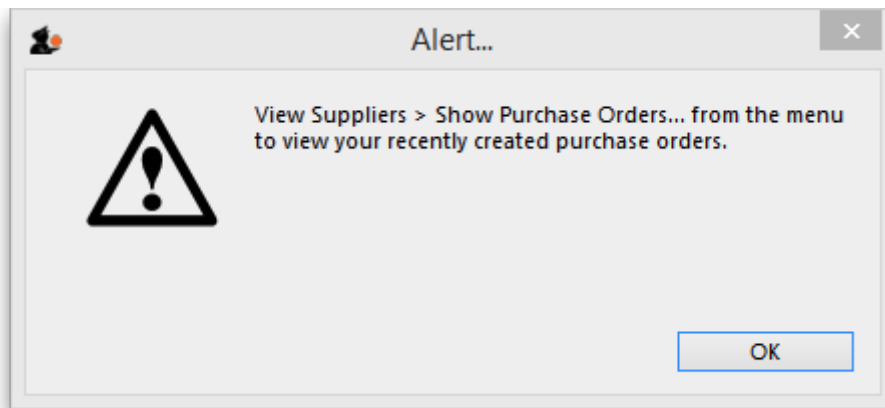 Alert...
View Suppliers > Show Purchase Orders... from the menu
to view your recently created purchase orders.
OK